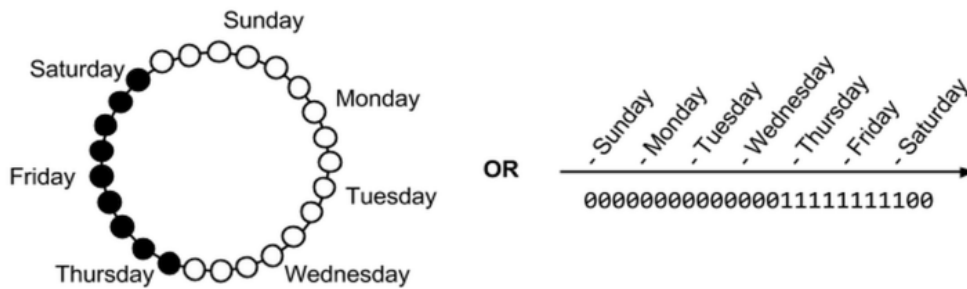 Sunday
Saturday
Monday
Friday
Tuesday
Thursday
Wednesday
OR
- Sunday
- Monday
- Tuesday
- Wednesday
- Thursday
- Friday
- Saturday
0000000000000011111111100